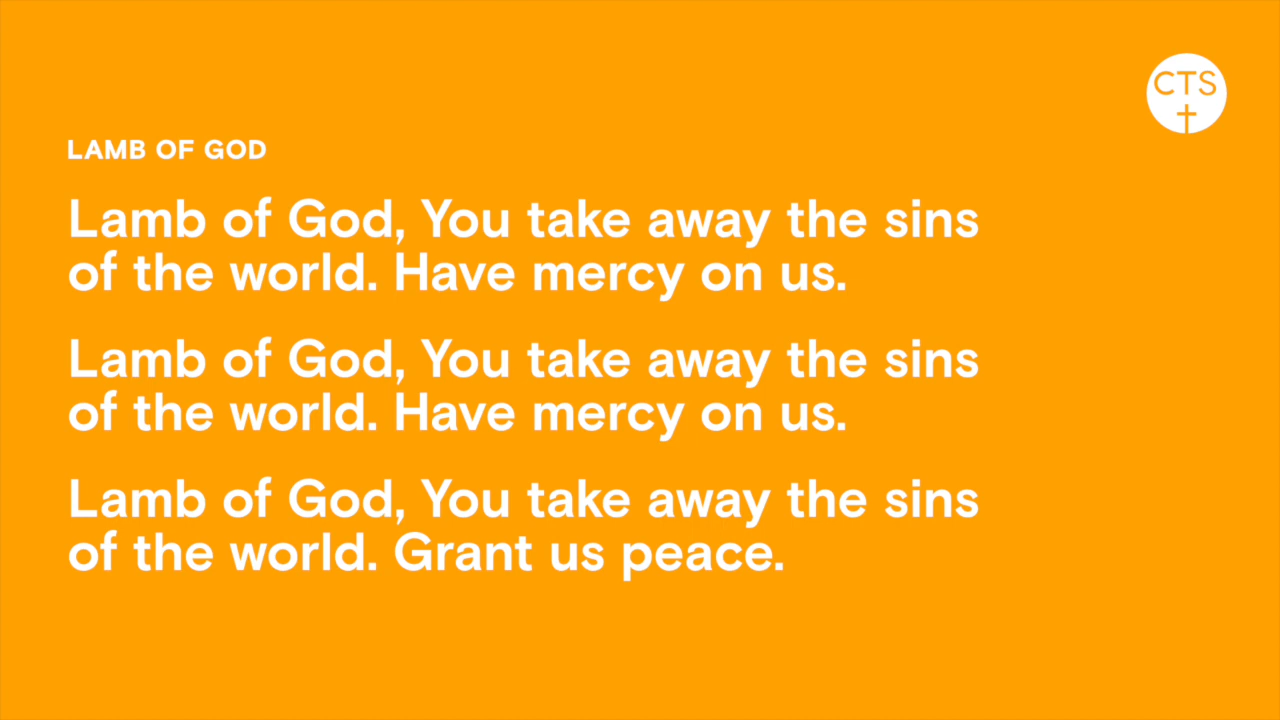 CTS
LAMB OF GOD
Lamb of God, You take away the sins
of the world. Have mercy on us.
Lamb of God, You take away the sins
of the world. Have mercy on us.
Lamb of God, You take away the sins
of the world. Grant us peace.